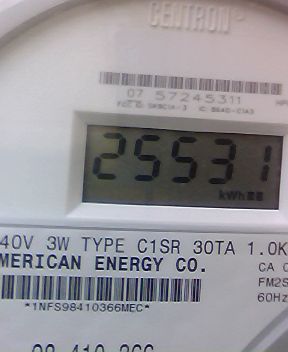 CENTRON
07 57245311
25531
kWh
40V 3W TYPE C1SR 30TA 1.0K
MERICAN ENERGY CO.
CA 0
FM2S
60Hz
*1NFS98410366MEC*